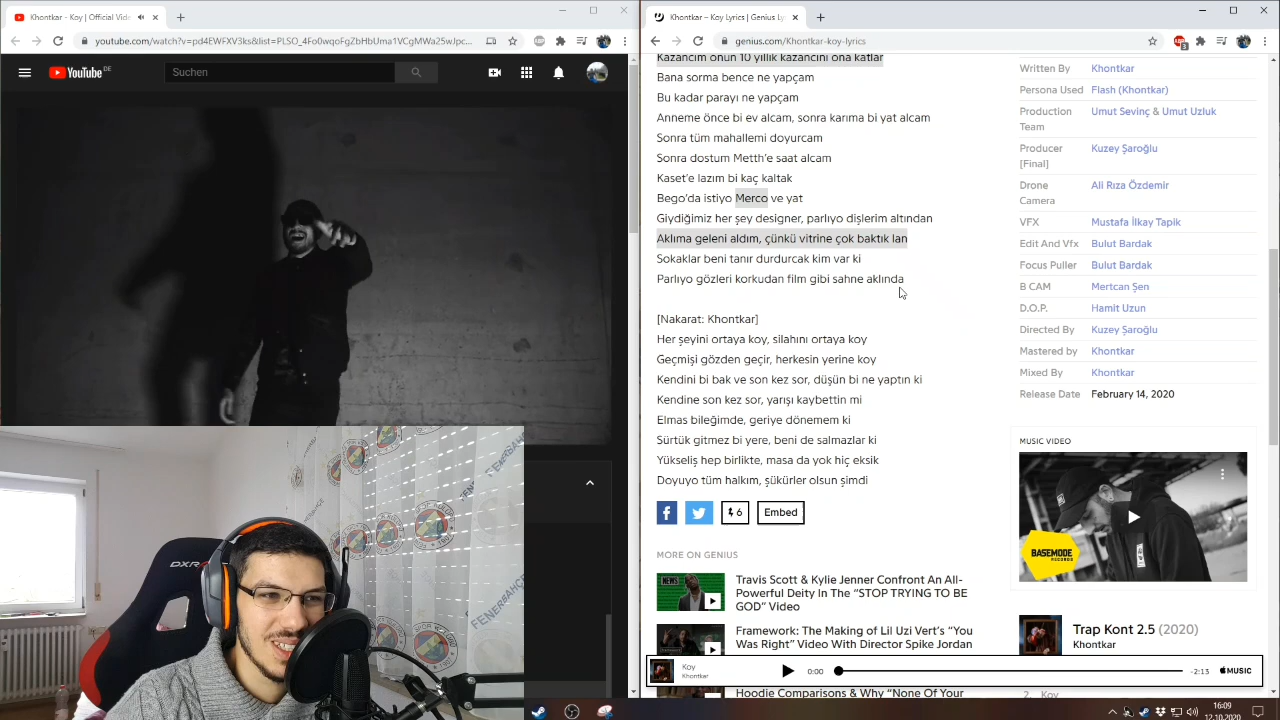 Khontkar - Koy | Official Vide
youtube.com/watch?v=pd4EWFXV3ks&list=PLSO_4Fo0wqoFgZbHbUma1VCgMWa25wJpc...
YouTube DE
Suchen
Khontkar – Koy Lyrics | Genius Ly
genius.com/Khontkar-koy-lyrics
Kazancım onun 10 yıllık kazancını ona katlar
Bana sorma bence ne yapçam
Bu kadar parayı ne yapçam
Anneme önce bi ev alcam, sonra karıma bi yat alcam
Sonra tüm mahallemi doyurcam
Sonra dostum Metth'e saat alcam
Kaset'e lazım bi kaç kaltak
Bego'da istiyo Merco ve yat
Giydiğimiz her şey designer, parlıyo dişlerim altından
Aklıma geleni aldım, çünkü vitrine çok baktık lan
Sokaklar beni tanır durdurcak kim var ki
Parlıyo gözleri korkudan film gibi sahne aklında
[Nakarat: Khontkar]
Her şeyini ortaya koy, silahını ortaya koy
Geçmişi gözden geçir, herkesin yerine koy
Kendini bi bak ve son kez sor, düşün bi ne yaptın ki
Kendine son kez sor, yarışı kaybettin mi
Elmas bileğimde, geriye dönemem ki
Sürtük gitmez bi yere, beni de salmazlar ki
Yükseliş hep birlikte, masa da yok hiç eksik
Doyuyo tüm halkım, şükürler olsun şimdi
6
Embed
MORE ON GENIUS
NEWS
Travis Scott & Kylie Jenner Confront An All-
Powerful Deity In The "STOP TRYING TO BE
GOD" Video
Framework: The Making of Lil Uzi Vert's "You
Was Right" Video With Director Spike Jordan
Hoodie Comparisons & Why "None Of Your
Written By Khontkar
Persona Used Flash (Khontkar)
Production Team Umut Sevinç & Umut Uzluk
Producer [Final] Kuzey Şaroğlu
Drone Camera Ali Rıza Özdemir
VFX Mustafa İlkay Tapik
Edit And Vfx Bulut Bardak
Focus Puller Bulut Bardak
B CAM Mertcan Şen
D.O.P. Hamit Uzun
Directed By Kuzey Şaroğlu
Mastered by Khontkar
Mixed By Khontkar
Release Date February 14, 2020
MUSIC VIDEO
BASEMODE
RECORDS
Trap Kont 2.5 (2020)
Khontkar
2. Koy
Koy
Khontkar
0:00
-2:13
MUSIC
FENERBAHÇE
DXR
16:09
12.10.2020